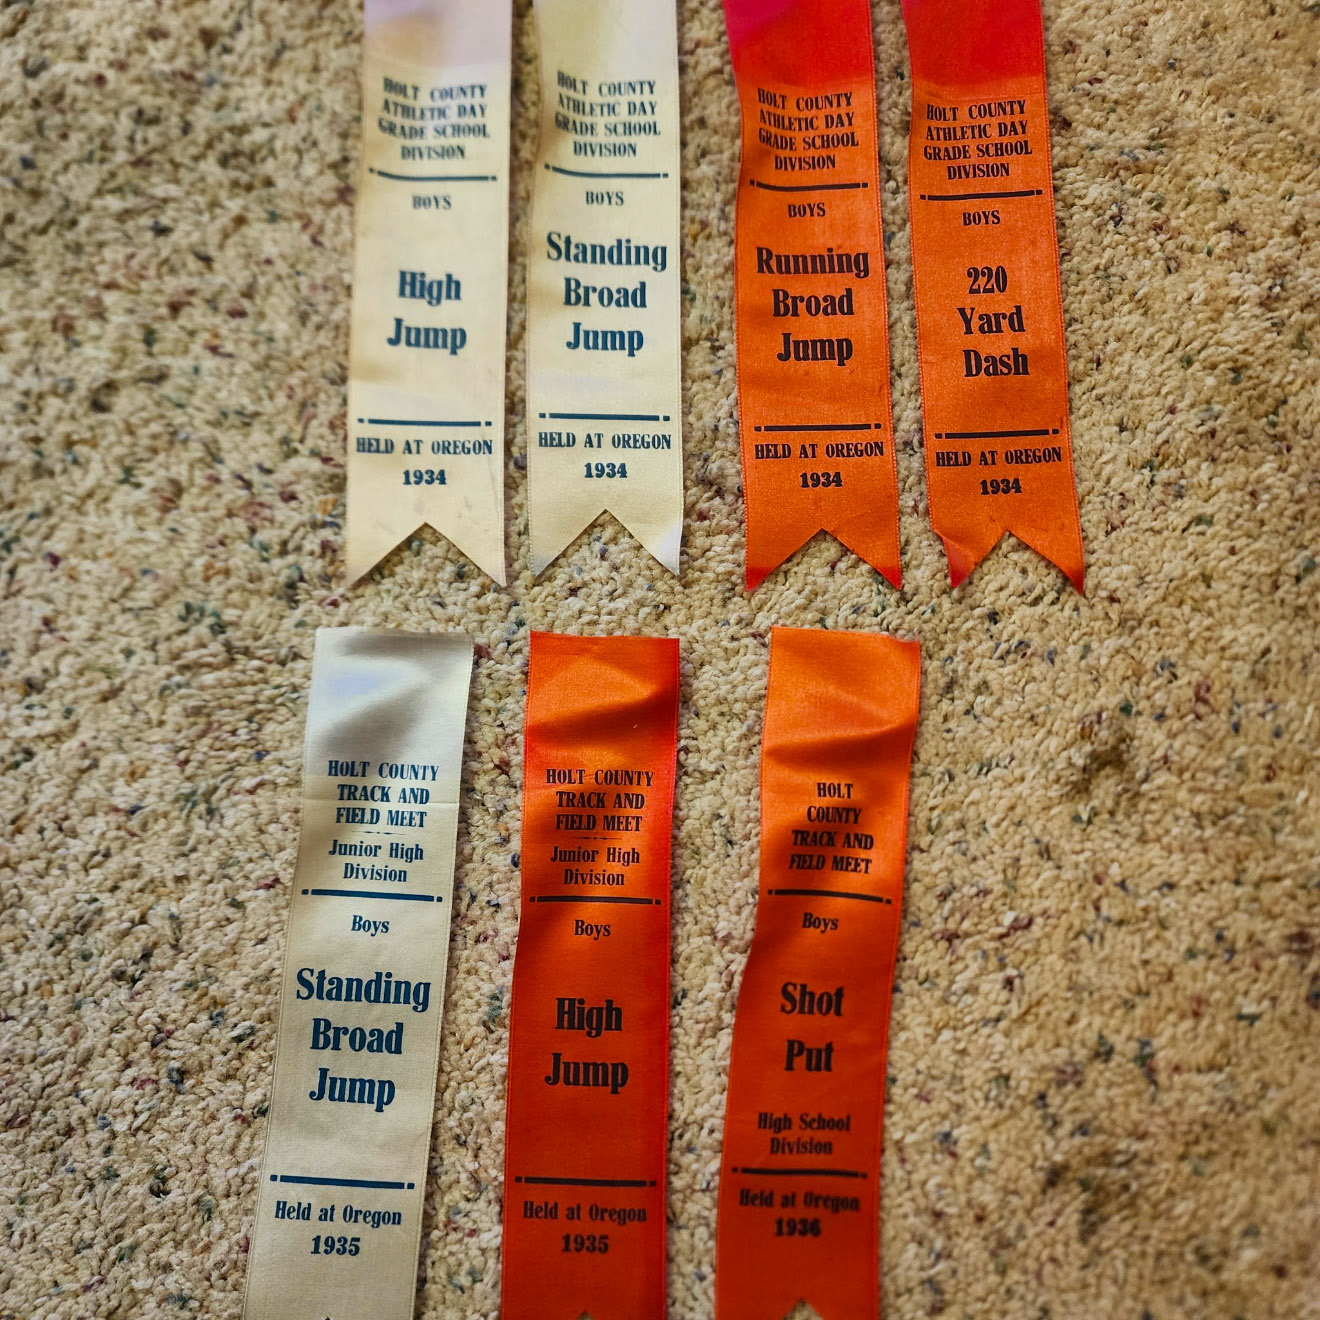 HOLT COUNTY
ATHLETIC DAY
GRADE SCHOOL
DIVISION
BOYS
High
Jump
HELD AT OREGON
1934
HOLT COUNTY
ATHLETIC DAY
GRADE SCHOOL
DIVISION
BOYS
Standing
Broad
Jump
HELD AT OREGON
1934
HOLT COUNTY
ATHLETIC DAY
GRADE SCHOOL
DIVISION
BOYS
Running
Broad
Jump
HELD AT OREGON
1934
HOLT COUNTY
ATHLETIC DAY
GRADE SCHOOL
DIVISION
BOYS
220
Yard
Dash
HELD AT OREGON
1934
HOLT COUNTY
TRACK AND
FIELD MEET
Junior High
Division
Boys
Standing
Broad
Jump
Held at Oregon
1935
HOLT COUNTY
TRACK AND
FIELD MEET
Junior High
Division
Boys
High
Jump
Held at Oregon
1935
HOLT
COUNTY
TRACK AND
FIELD MEET
Boys
Shot
Put
High School
Division
Held at Oregon
1936